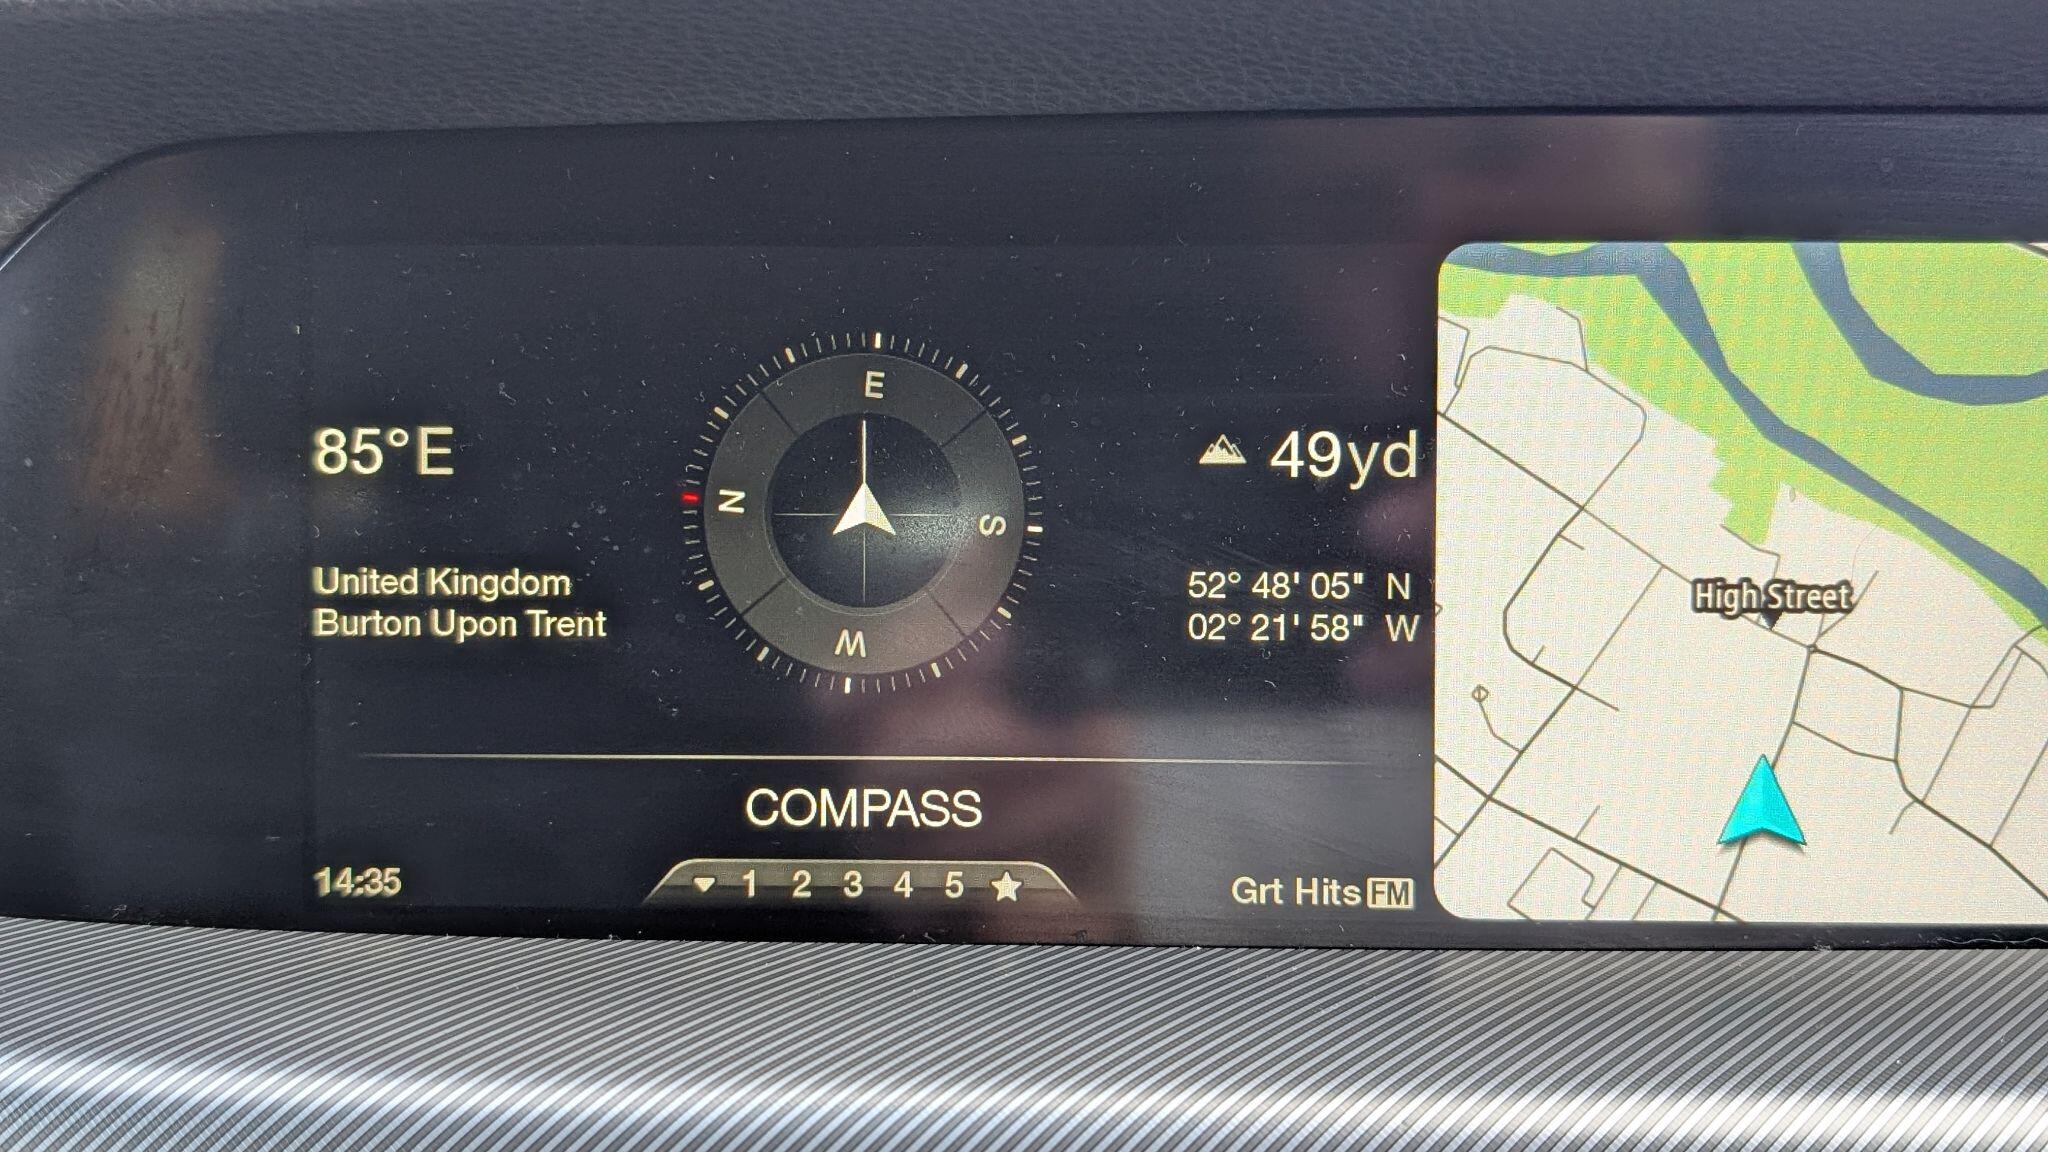 85°E
United Kingdom
Burton Upon Trent
E
N
S
W
49yd
52° 48' 05" N
02° 21' 58" W
High Street
COMPASS
14:35
1 2 3 4 5
Grt Hits FM